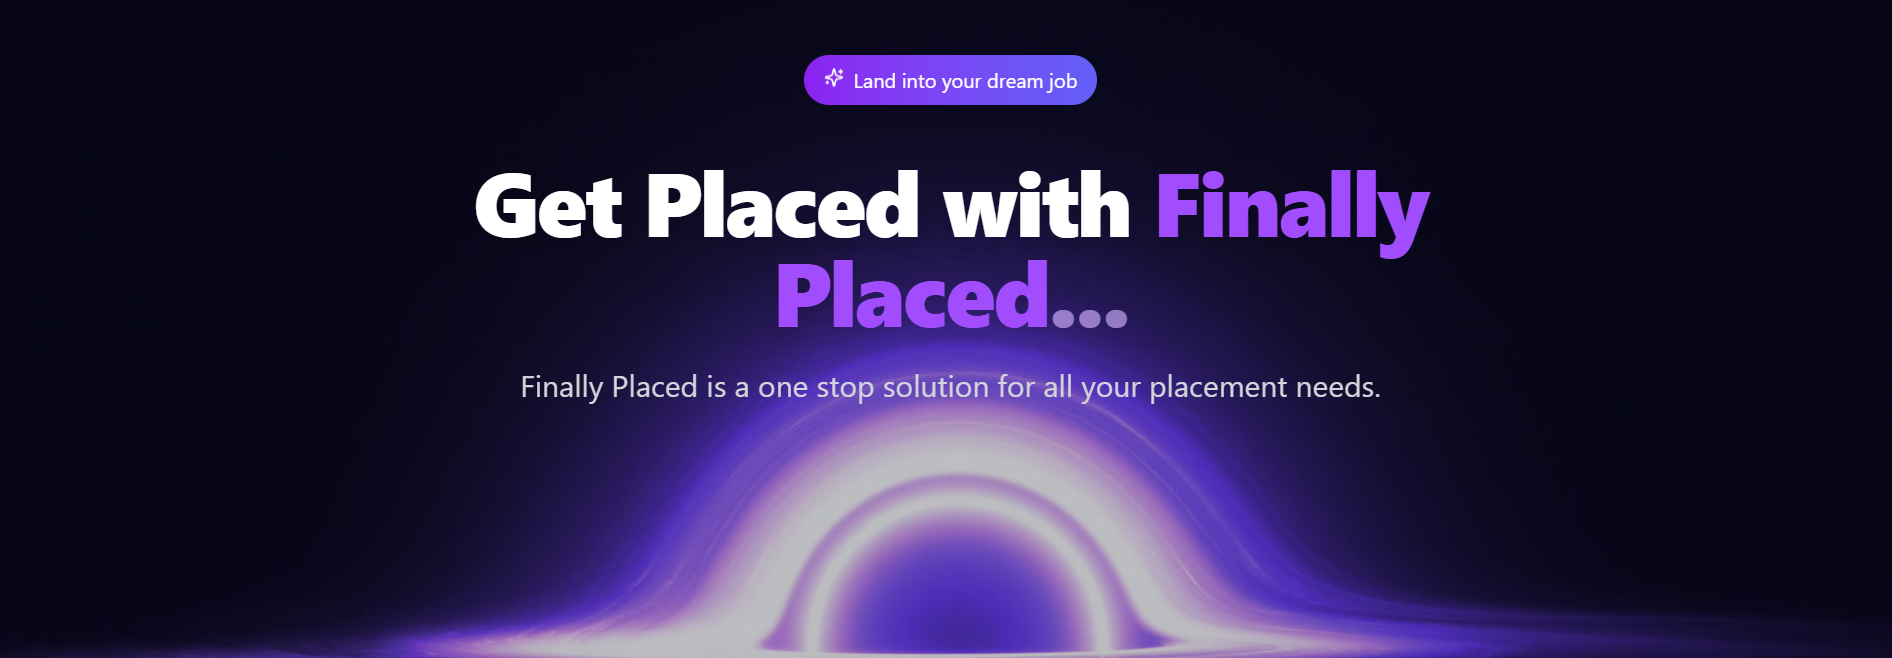 Land into your dream job
Get Placed with Finally
Placed...
Finally Placed is a one stop solution for all your placement needs.